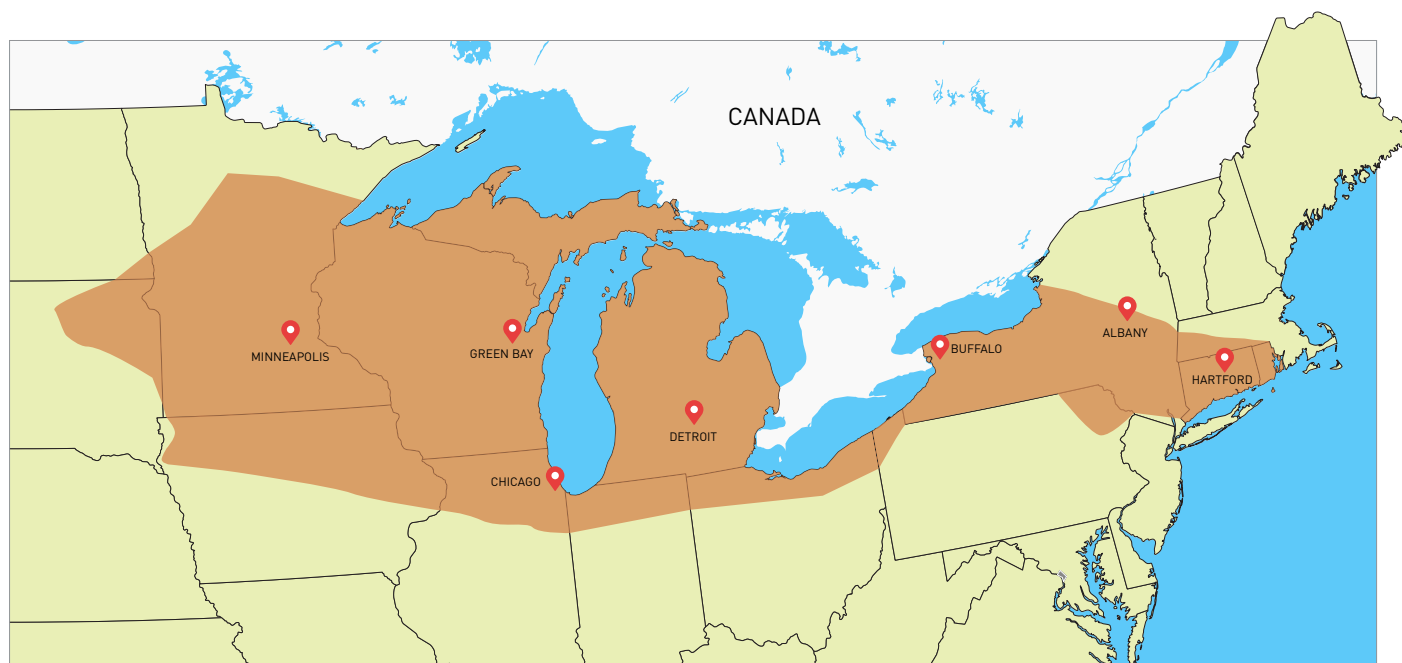 CANADA
ALBANY
MINNEAPOLIS
GREEN BAY
BUFFALO
HARTFORD
DETROIT
CHICAGO